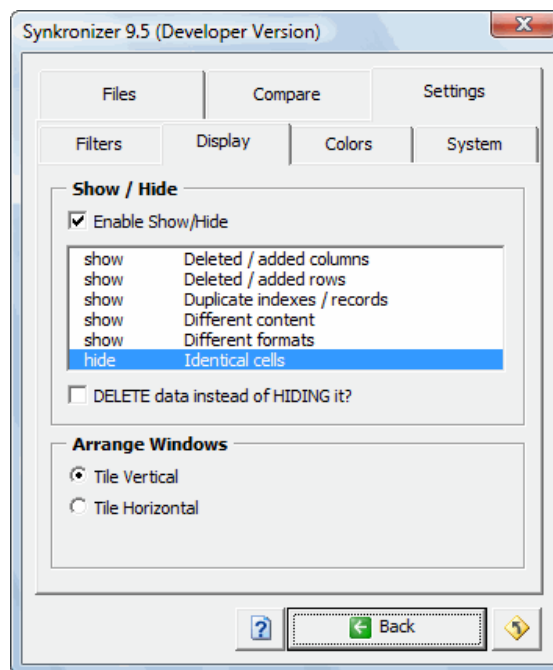 Synkronizer 9.5 (Developer Version)
Files Compare Settings
Filters Display Colors System
Show / Hide
Enable Show/Hide
show Deleted / added columns
show Deleted / added rows
show Duplicate indexes / records
show Different content
show Different formats
hide Identical cells
DELETE data instead of HIDING it?
Arrange Windows
Tile Vertical
Tile Horizontal
Back